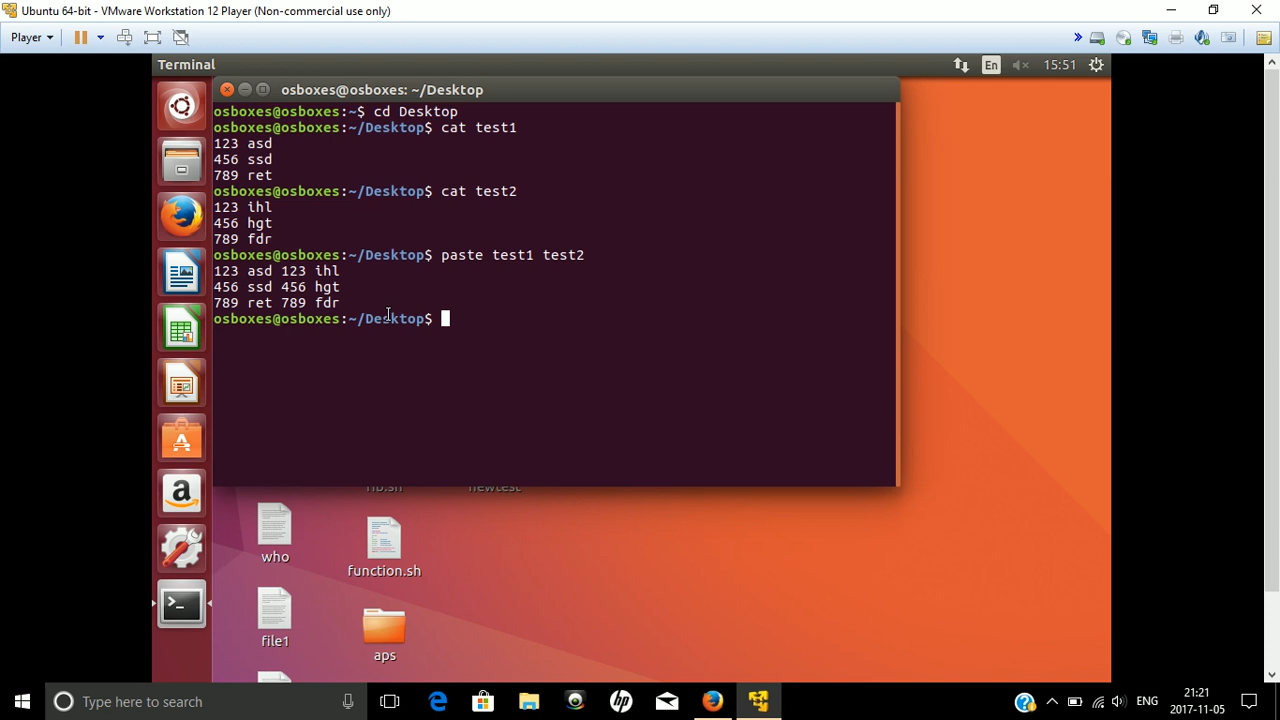 Ubuntu 64-bit - VMware Workstation 12 Player (Non-commercial use only)
Player
Terminal
En
15:51
osboxes@osboxes: ~/Desktop
osboxes@osboxes:~$ cd Desktop
osboxes@osboxes:~/Desktop$ cat test1
123 asd
456 ssd
789 ret
osboxes@osboxes:~/Desktop$ cat test2
123 ihl
456 hgt
789 fdr
osboxes@osboxes:~/Desktop$ paste test1 test2
123 asd 123 ihl
456 ssd 456 hgt
789 ret 789 fdr
osboxes@osboxes:~/Desktop$
newtest
who
function.sh
file1
aps
Type here to search
ENG
21:21
2017-11-05